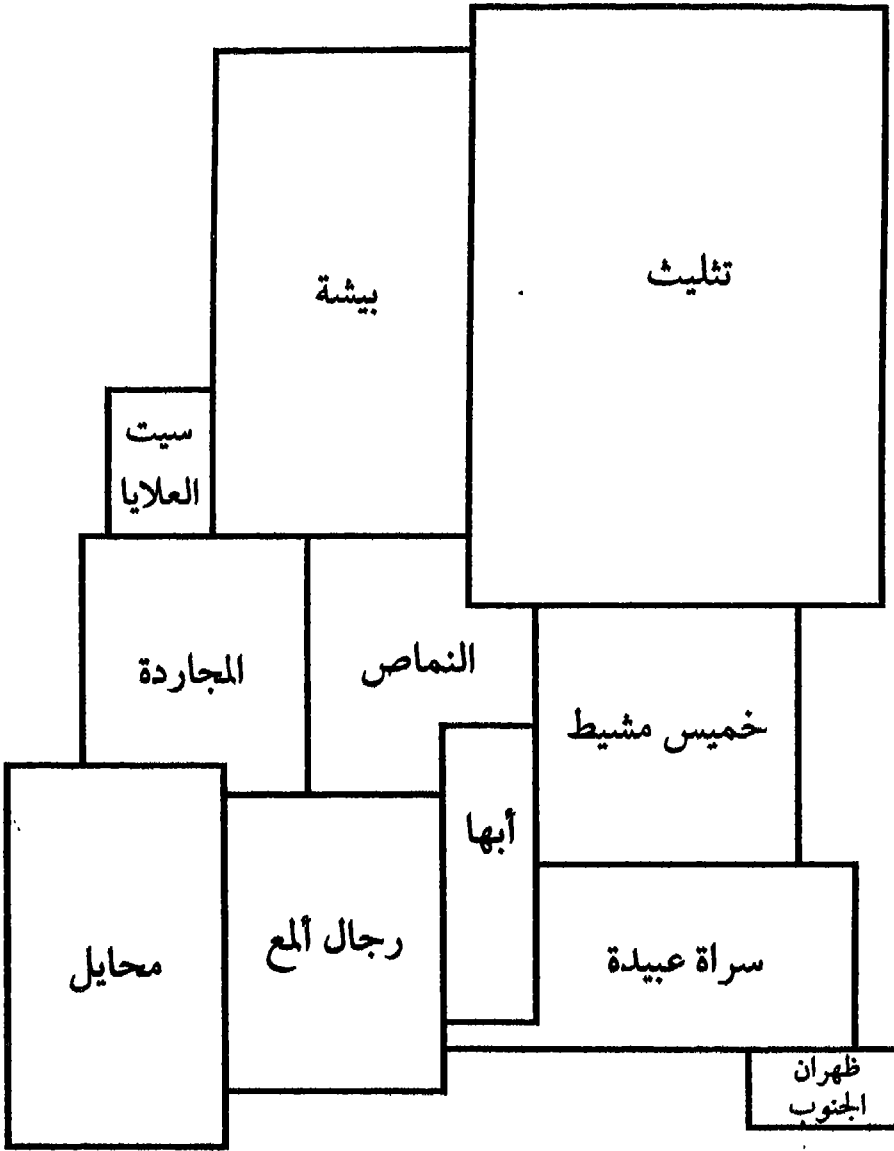 تثليث
بيشة
سيت
العلايا
النماص
المجاردة
خميس مشيط
أبها
سراة عبيدة
رجال ألمع
محايل
ظهران
الجنوب